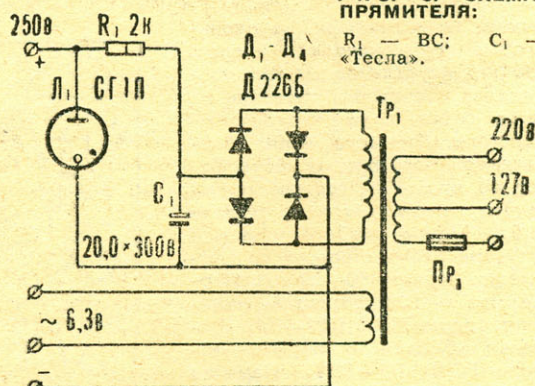 ПРЯМИТЕЛЯ:
R₁ — ВС; C₁ —
«Тесла».
250в
+
R₁ 2к
Д₁-Д₄
Д226Б
Л₁ СГ1П
Тр₁
220в
127в
C₁
20,0×300в
Пр₁
~ 6,3в
−